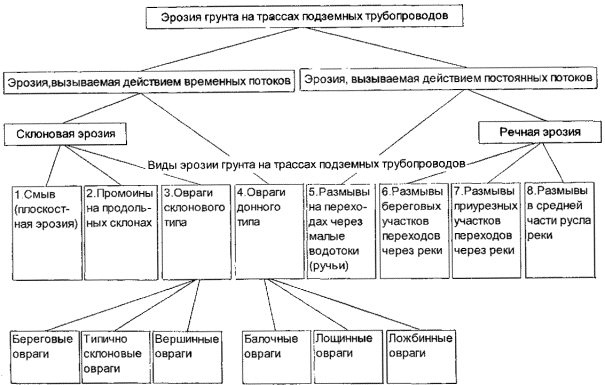 Эрозия грунта на трассах подземных трубопроводов
Эрозия,вызываемая действием временных потоков
Эрозия, вызываемая действием постоянных потоков
Склоновая эрозия
Речная эрозия
Виды эрозии грунта на трассах подземных трубопроводов
1.Смыв
(плоскост-
ная эрозия)
2.Промоины
на продоль-
ных склонах
3.Овраги
склонового
типа
4.Овраги
донного
типа
5.Размывы
на перехо-
дах через
малые
водотоки
(ручьи)
6.Размывы
береговых
участков
переходов
через реки
7.Размывы
приурезных
участков
переходов
через реки
8.Размывы
в средней
части русла
реки
Береговые
овраги
Типично
склоновые
овраги
Вершинные
овраги
Балочные
овраги
Лощинные
овраги
Ложбинные
овраги